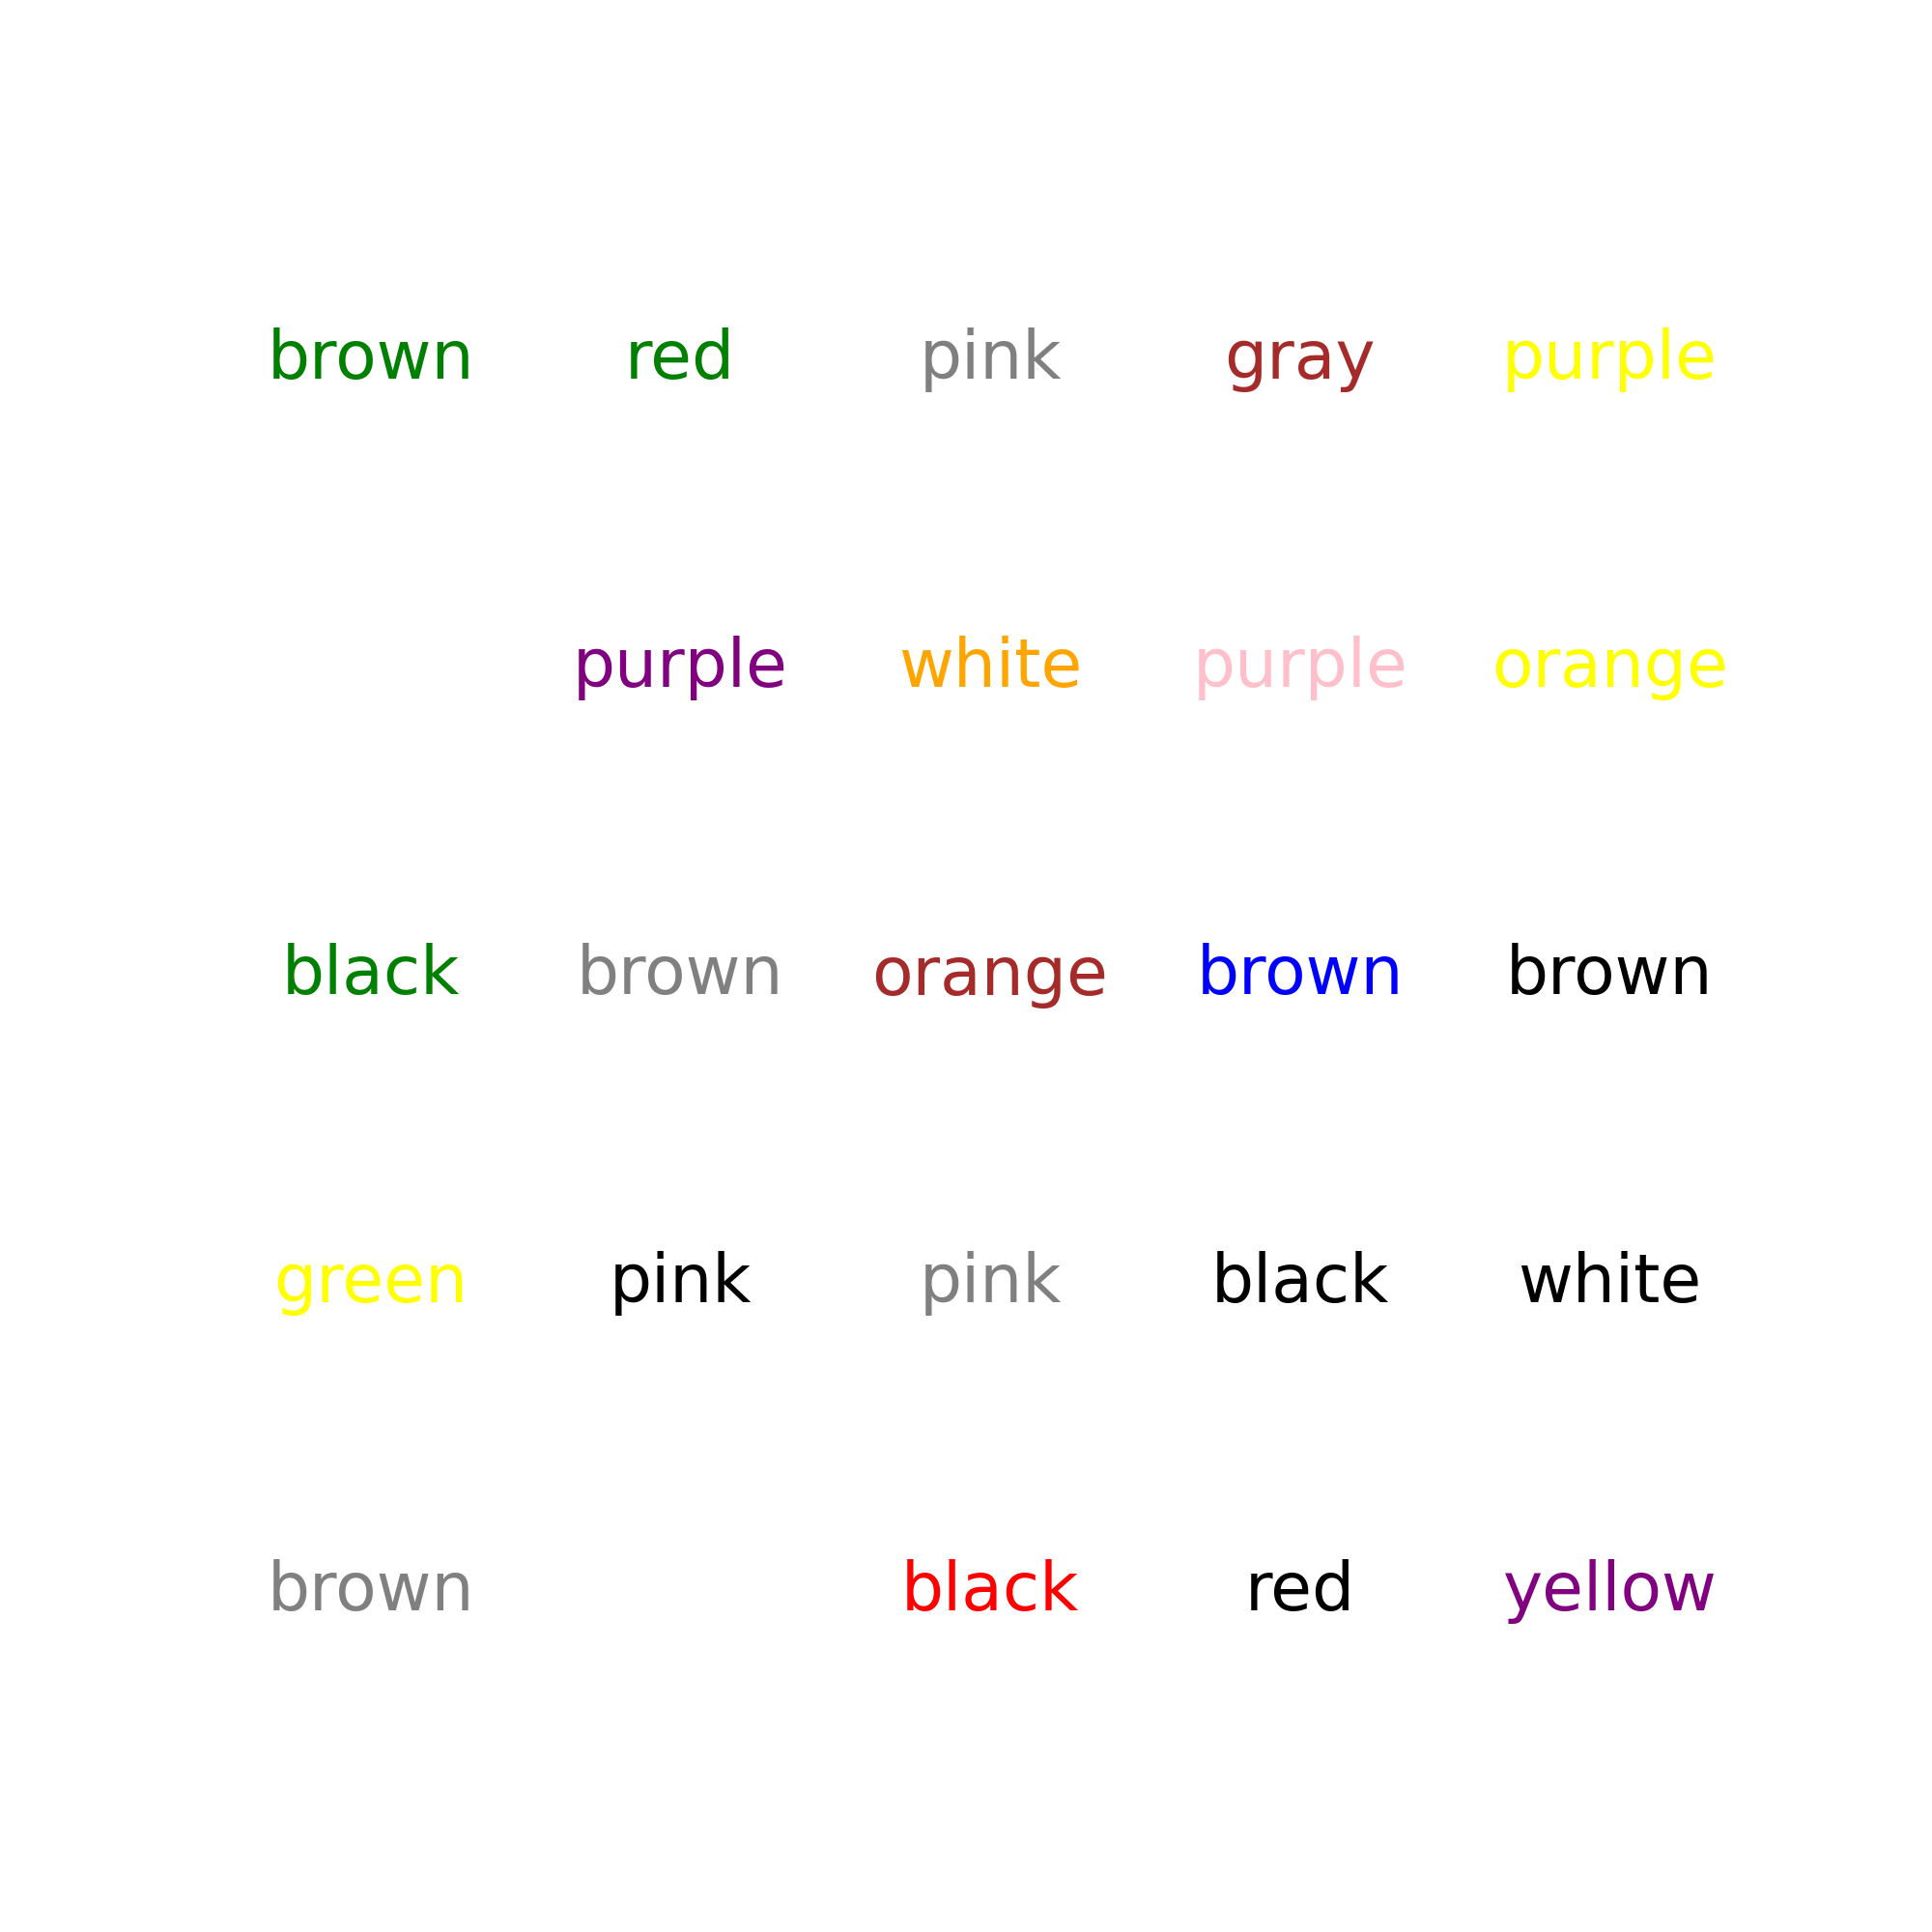 brown red pink gray purple
purple white purple orange
black brown orange brown brown
green pink pink black white
brown black red yellow